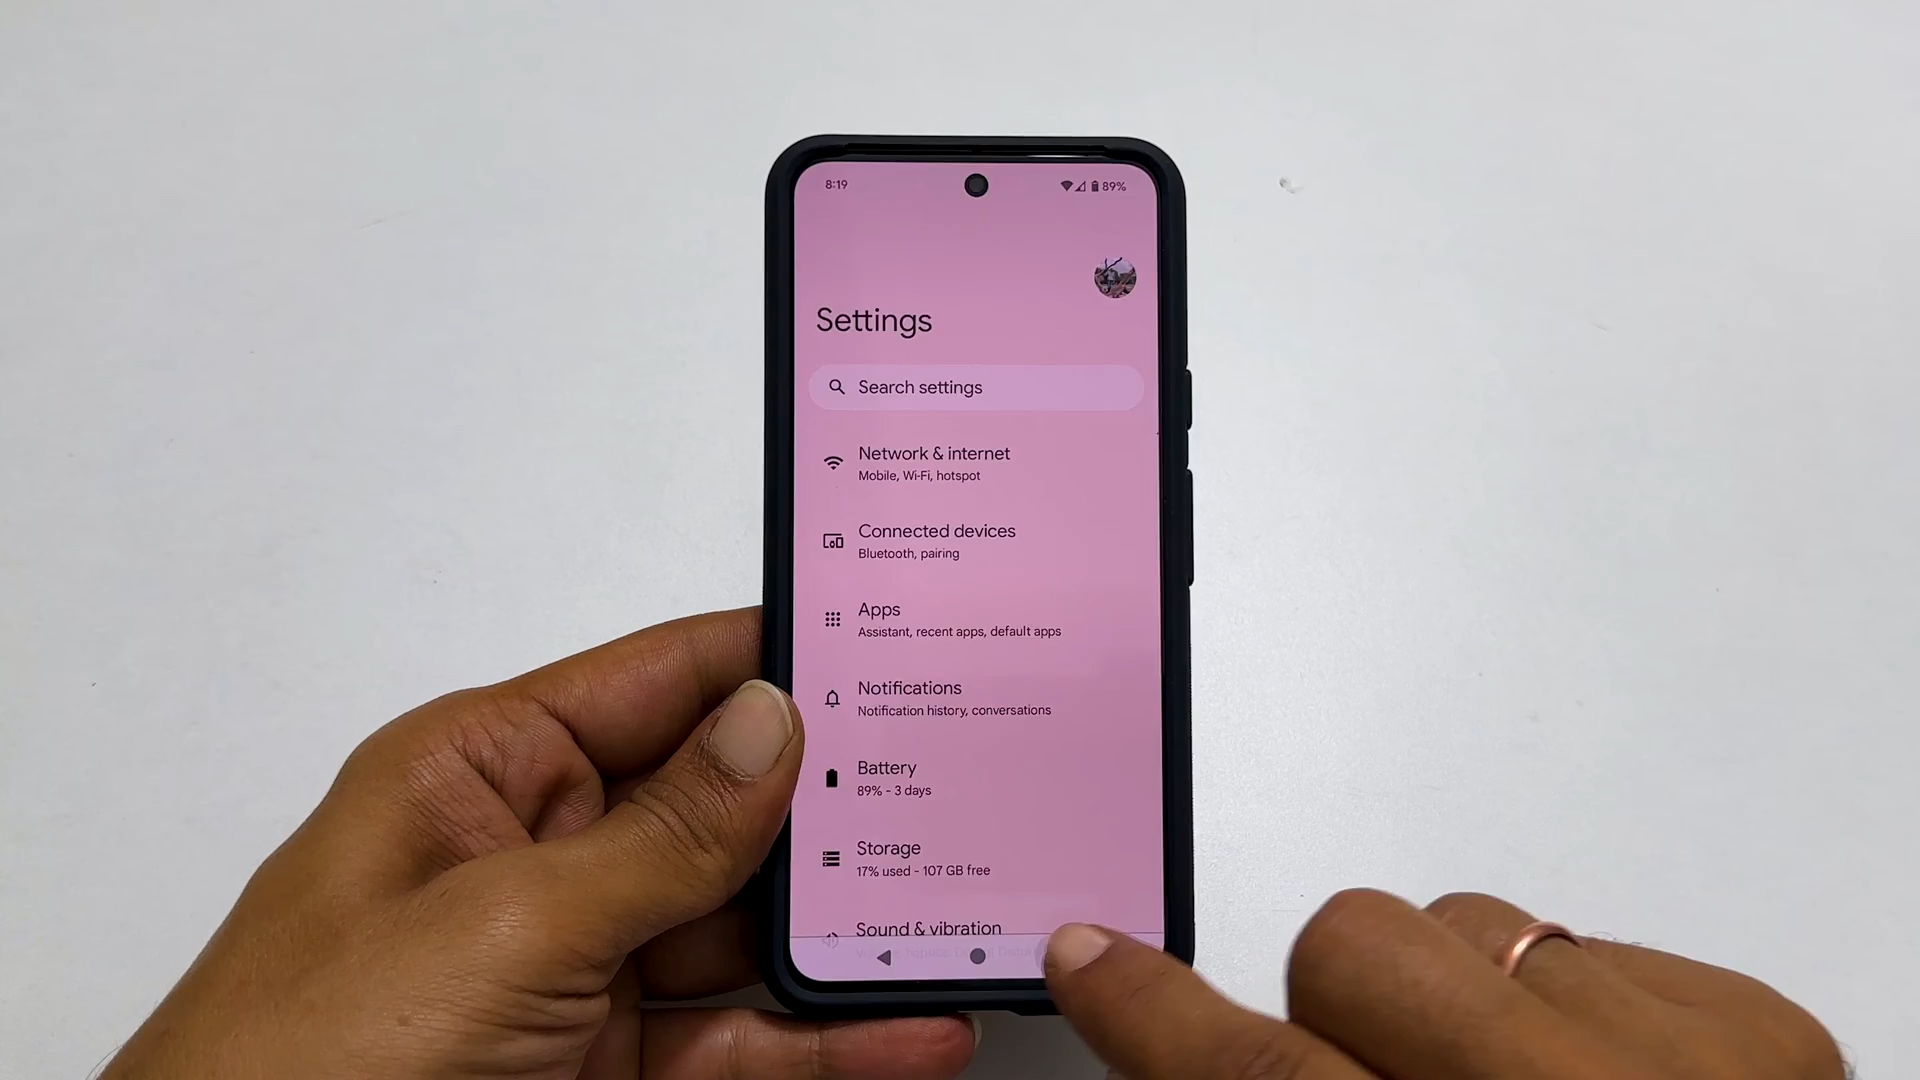 8:19
89%
Settings
Search settings
Network & internet
Mobile, Wi-Fi, hotspot
Connected devices
Bluetooth, pairing
Apps
Assistant, recent apps, default apps
Notifications
Notification history, conversations
Battery
89% - 3 days
Storage
17% used - 107 GB free
Sound & vibration